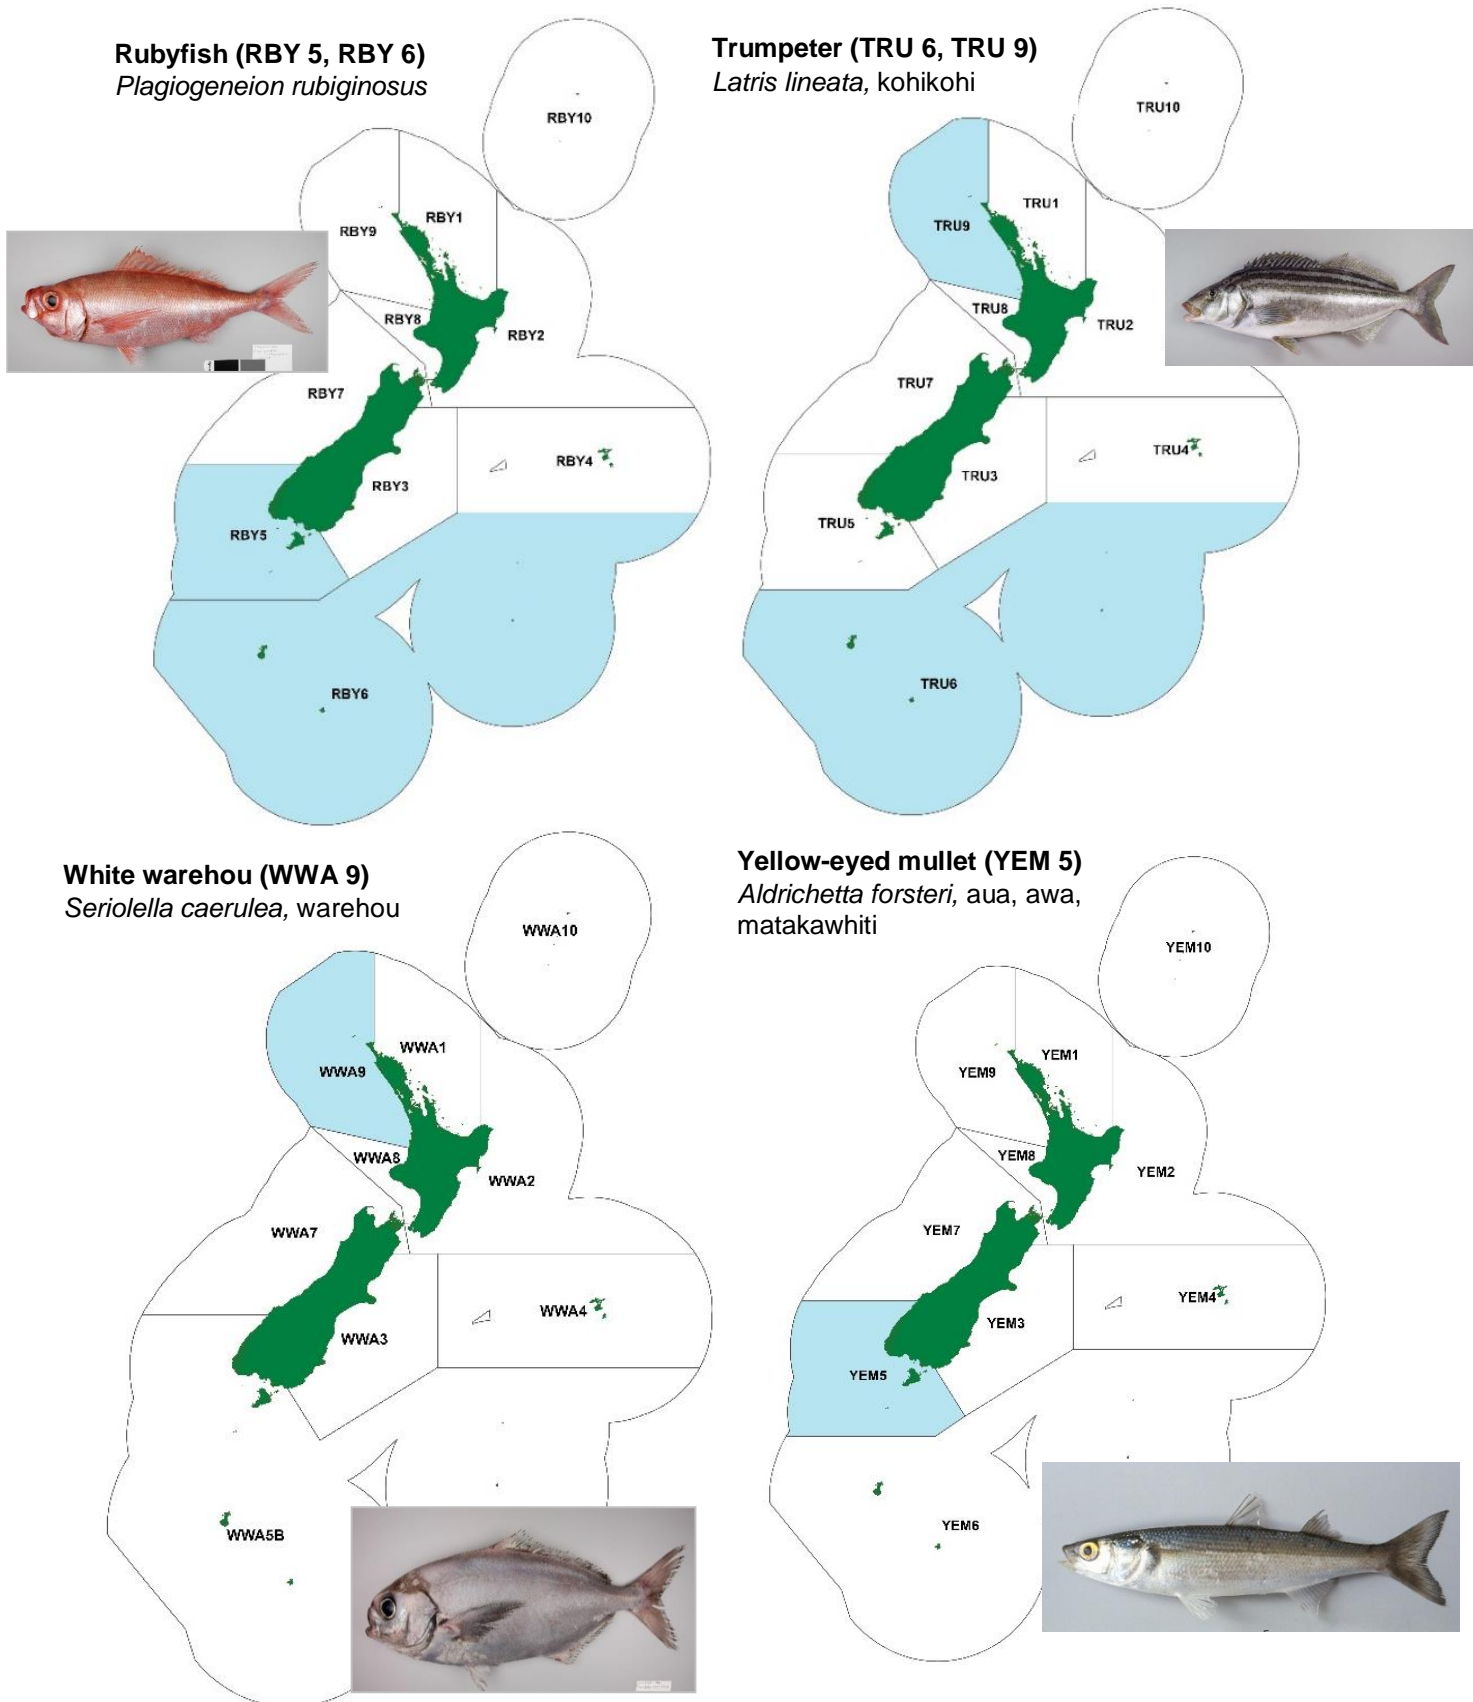 Rubyfish (RBY 5, RBY 6)
Plagiogeneion rubiginosus
RBY10
RBY9
RBY1
RBY8
RBY2
RBY7
RBY4
RBY3
RBY5
RBY6
Trumpeter (TRU 6, TRU 9)
Latris lineata, kohikohi
TRU10
TRU1
TRU9
TRU8
TRU2
TRU7
TRU4
TRU3
TRU5
TRU6
White warehou (WWA 9)
Seriolella caerulea, warehou
WWA10
WWA1
WWA9
WWA8
WWA2
WWA7
WWA4
WWA3
WWA5B
Yellow-eyed mullet (YEM 5)
Aldrichetta forsteri, aua, awa,
matakawhiti
YEM10
YEM1
YEM9
YEM8
YEM2
YEM7
YEM4
YEM3
YEM5
YEM6